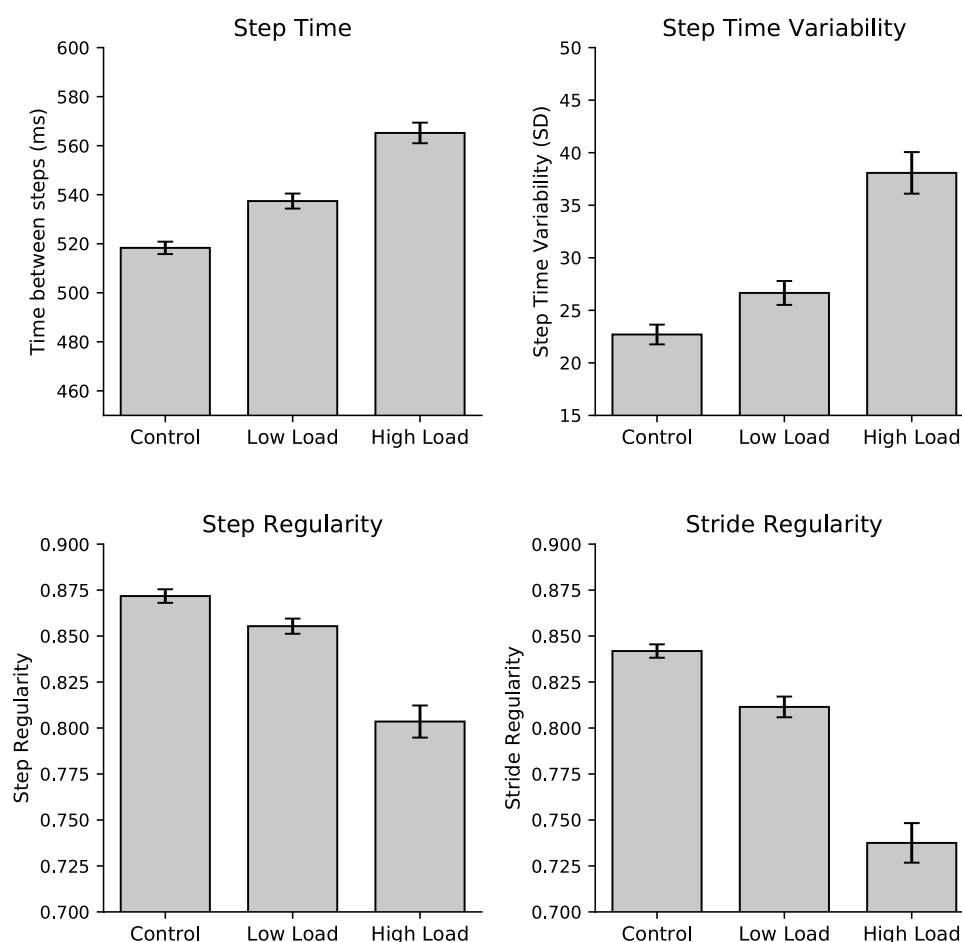 Step Time
Time between steps (ms)
600
580
560
540
520
500
480
460
Control Low Load High Load
Step Time Variability
Step Time Variability (SD)
50
45
40
35
30
25
20
15
Control Low Load High Load
Step Regularity
Step Regularity
0.900
0.875
0.850
0.825
0.800
0.775
0.750
0.725
0.700
Control Low Load High Load
Stride Regularity
Stride Regularity
0.900
0.875
0.850
0.825
0.800
0.775
0.750
0.725
0.700
Control Low Load High Load